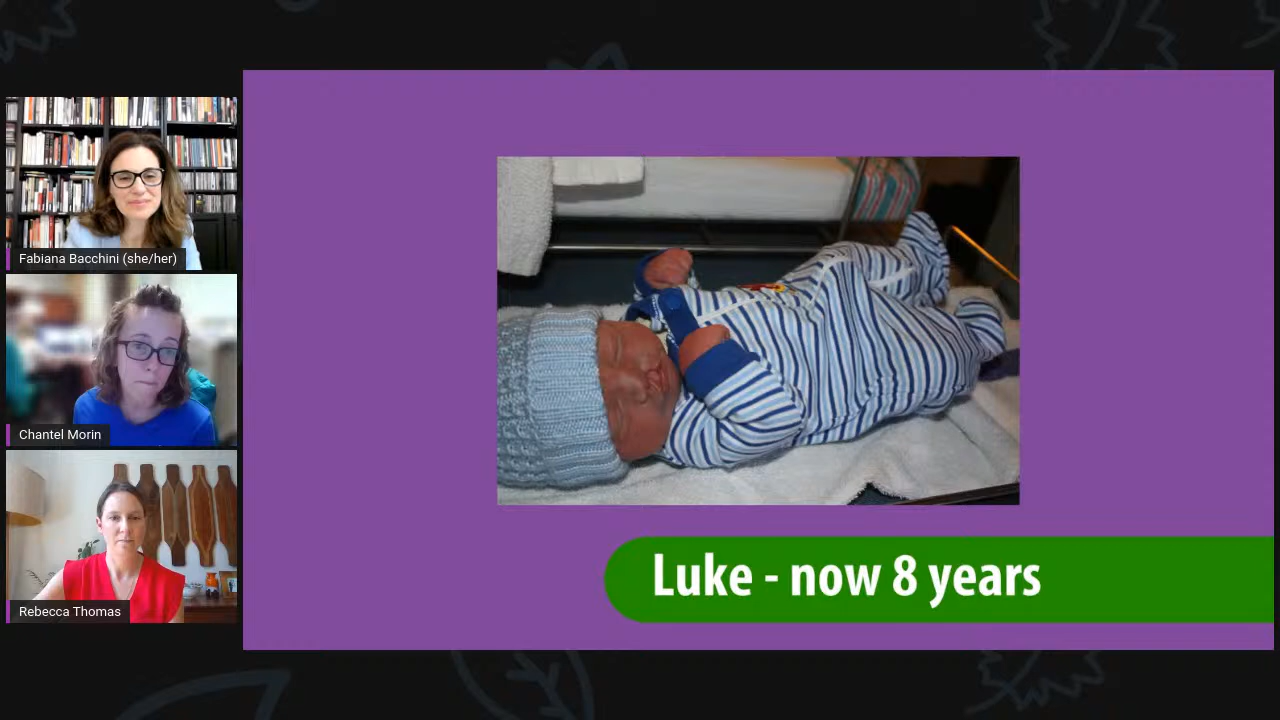 Fabiana Bacchini (she/her)
Chantel Morin
Rebecca Thomas
Luke - now 8 years